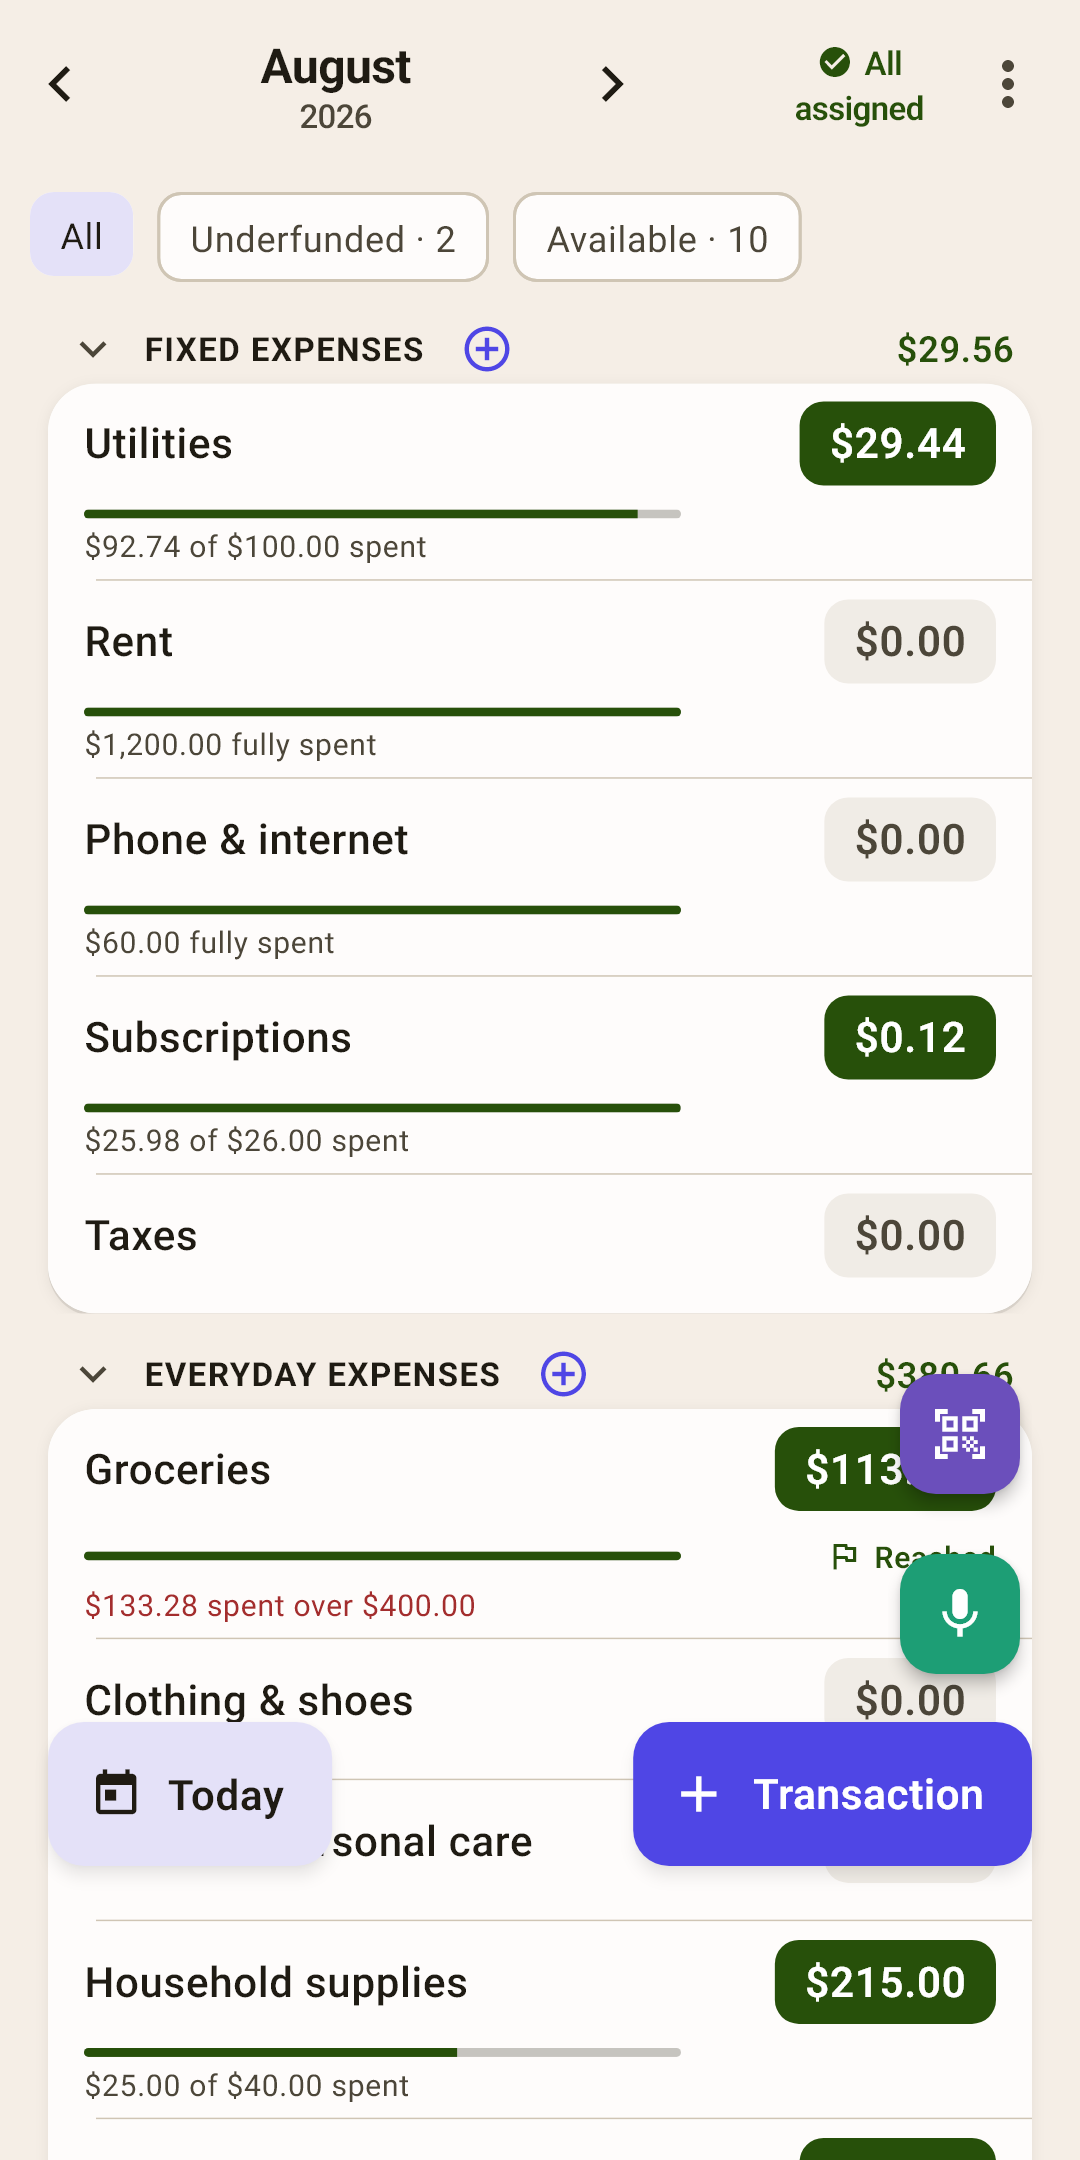 August
2026
All
assigned
All
Underfunded · 2
Available · 10
FIXED EXPENSES
$29.56
Utilities
$29.44
$92.74 of $100.00 spent
Rent
$0.00
$1,200.00 fully spent
Phone & internet
$0.00
$60.00 fully spent
Subscriptions
$0.12
$25.98 of $26.00 spent
Taxes
$0.00
EVERYDAY EXPENSES
$380.66
Groceries
$113.
Reached
$133.28 spent over $400.00
Clothing & shoes
$0.00
Today
Transaction
sonal care
Household supplies
$215.00
$25.00 of $40.00 spent